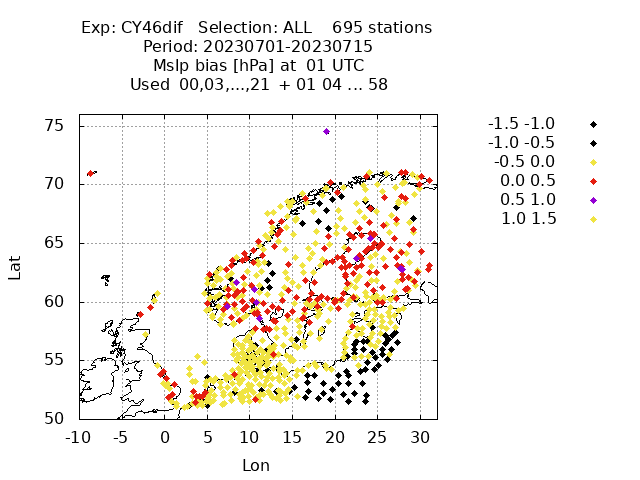 Exp: CY46dif   Selection: ALL    695 stations
Period: 20230701-20230715
Mslp bias [hPa] at  01 UTC
Used  00,03,...,21  + 01 04 ... 58
-1.5 -1.0
-1.0 -0.5
-0.5 0.0
0.0 0.5
0.5 1.0
1.0 1.5
75
70
65
60
55
50
Lat
-10 -5 0 5 10 15 20 25 30
Lon